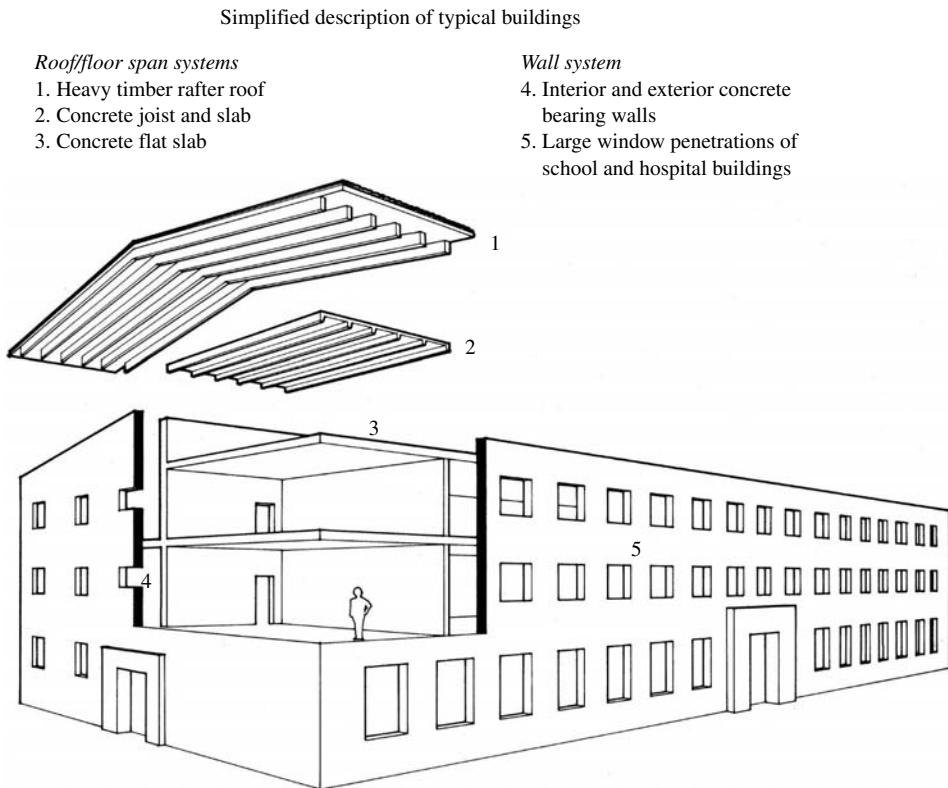 Simplified description of typical buildings
Roof/floor span systems
1. Heavy timber rafter roof
2. Concrete joist and slab
3. Concrete flat slab
Wall system
4. Interior and exterior concrete
bearing walls
5. Large window penetrations of
school and hospital buildings
1
2
3
4
5